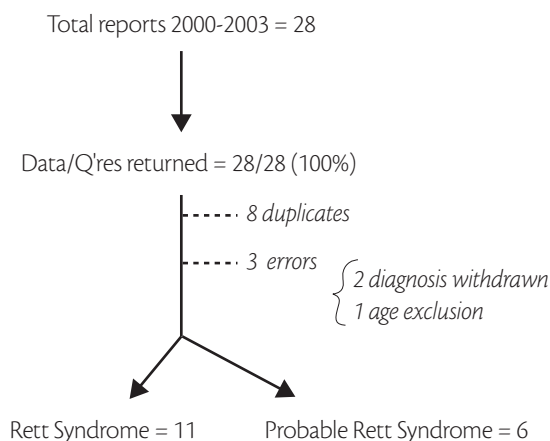 Total reports 2000-2003 = 28
Data/Q'res returned = 28/28 (100%)
8 duplicates
3 errors
2 diagnosis withdrawn
1 age exclusion
Rett Syndrome = 11
Probable Rett Syndrome = 6